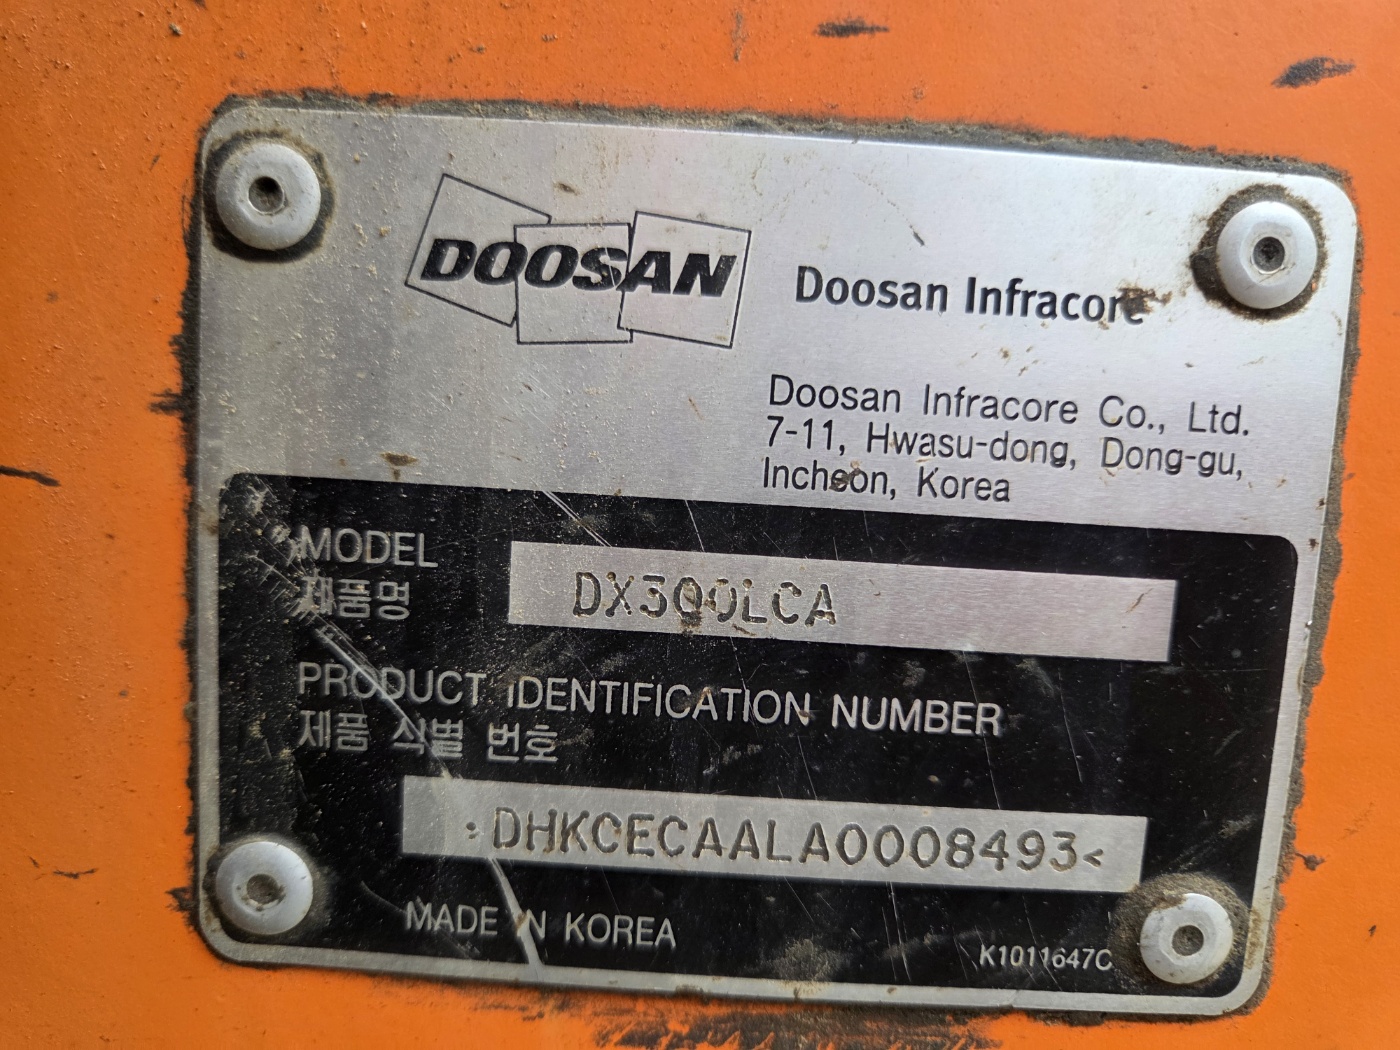 DOOSAN
Doosan Infracore
Doosan Infracore Co., Ltd.
7-11, Hwasu-dong, Dong-gu,
Incheon, Korea
MODEL
제품명
DX300LCA
PRODUCT IDENTIFICATION NUMBER
제품 식별 번호
>DHKCECAALA0008493<
MADE IN KOREA
K1011647C